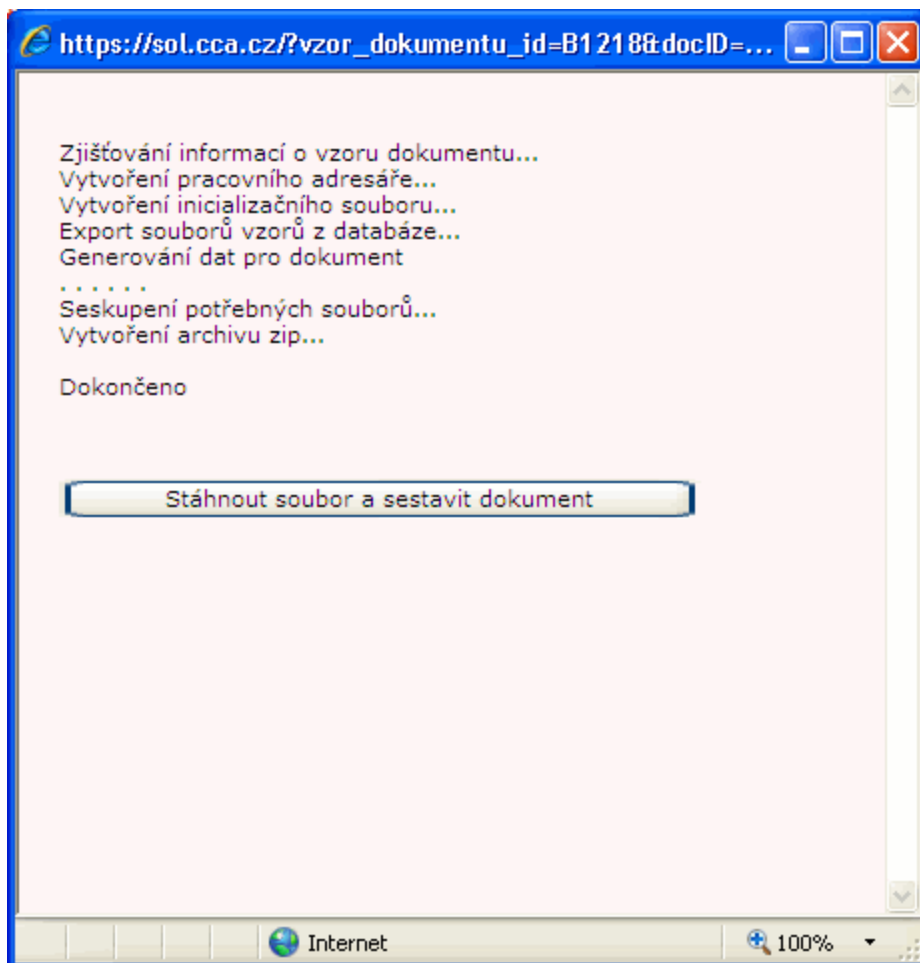 https://sol.cca.cz/?vzor_dokumentu_id=B1218&docID=...
Zjišťování informací o vzoru dokumentu...
Vytvoření pracovního adresáře...
Vytvoření inicializačního souboru...
Export souborů vzorů z databáze...
Generování dat pro dokument
. . . . . .
Seskupení potřebných souborů...
Vytvoření archivu zip...
Dokončeno
Stáhnout soubor a sestavit dokument
Internet
100%